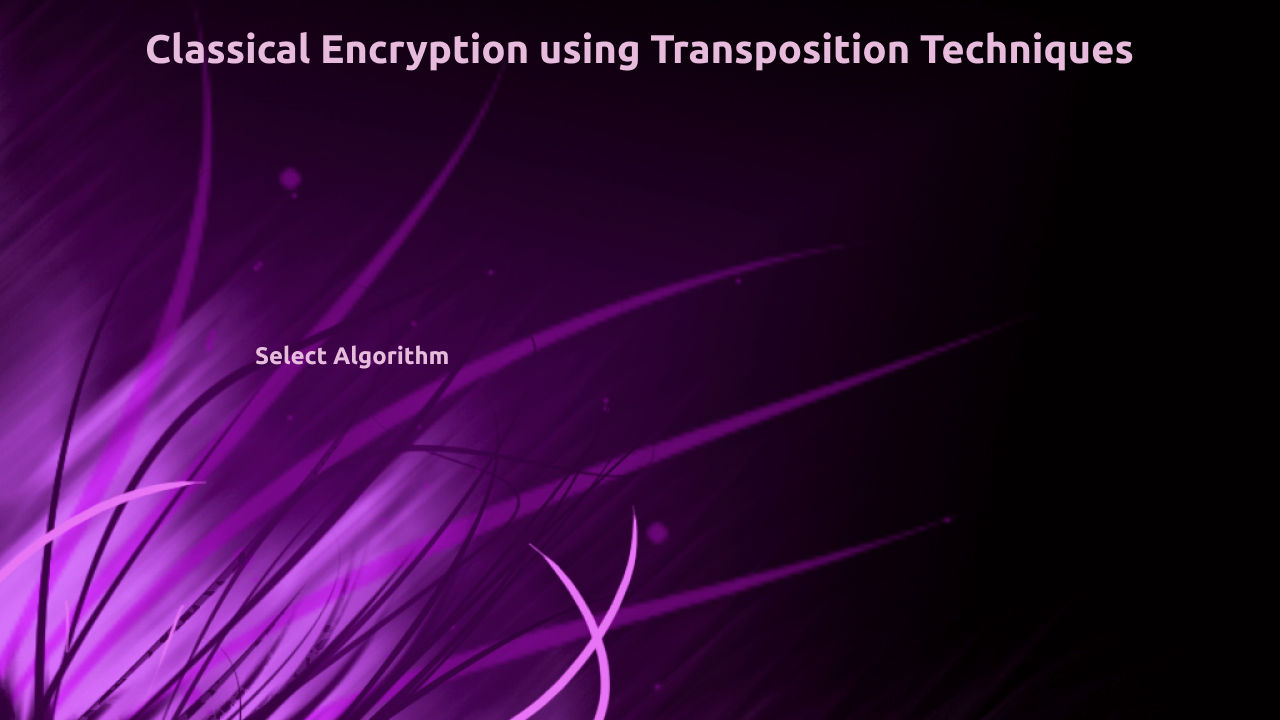 Classical Encryption using Transposition Techniques
Select Algorithm